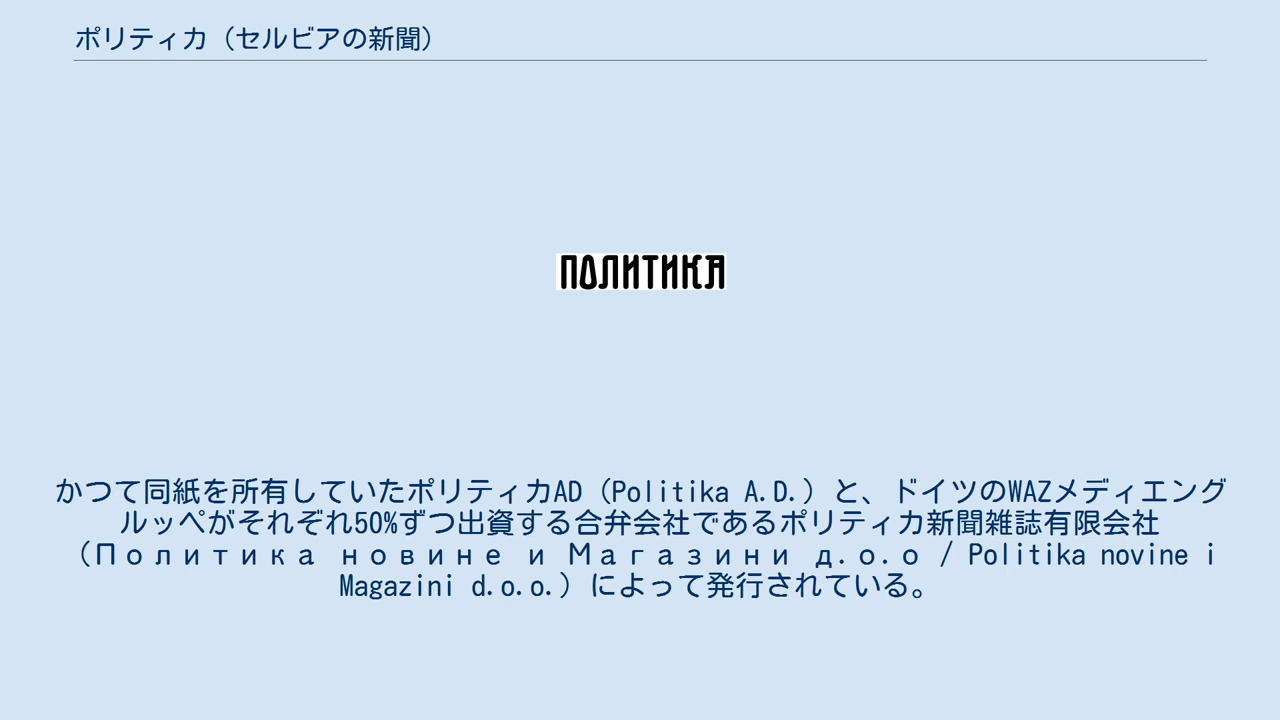 ポリティカ（セルビアの新聞）
ПОЛИТИКА
かつて同紙を所有していたポリティカAD（Politika A.D.）と、ドイツのWAZメディエング
ルッペがそれぞれ50%ずつ出資する合弁会社であるポリティカ新聞雑誌有限会社
（Политика новине и Магазини д.о.о / Politika novine i
Magazini d.o.o.）によって発行されている。